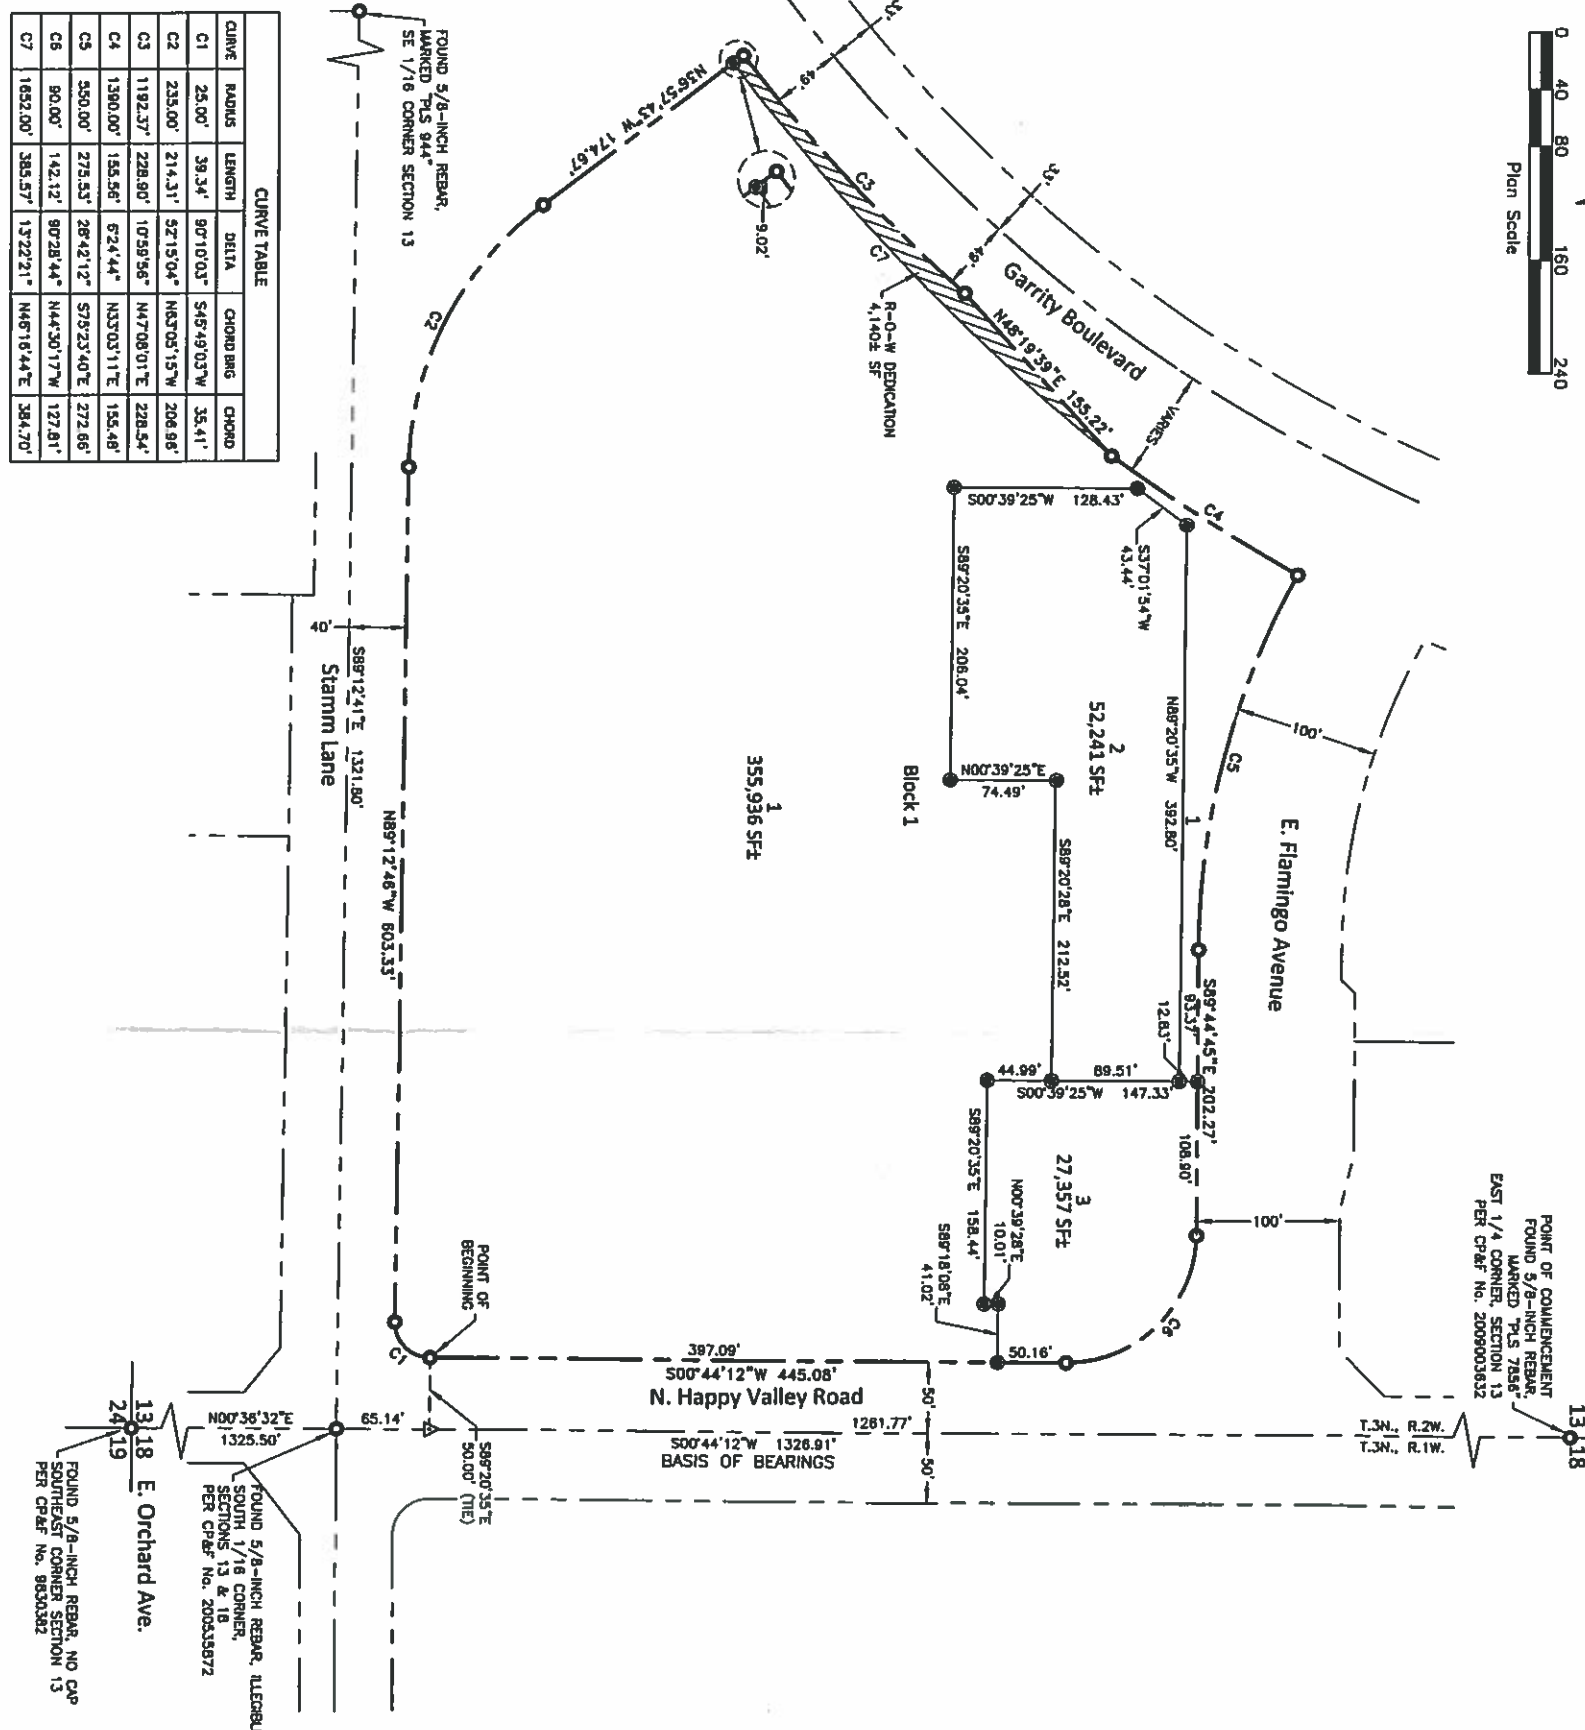 0 40 80 160 240
Plan Scale
CURVE TABLE
CURVE RADIUS LENGTH DELTA CHORD BRG CHORD
C1 25.00' 39.34' 90°10'03" S45°49'03"W 35.41'
C2 235.00' 214.31' 52°15'04" N63°05'15"W 206.96'
C3 1192.37' 228.90' 10°59'56" N47°08'01"E 228.54'
C4 1390.00' 155.56' 6°24'44" N33°03'11"E 155.48'
C5 550.00' 275.53' 28°42'12" S75°23'40"E 272.66'
C6 90.00' 142.12' 90°28'44" N44°30'17"W 127.81'
C7 1652.00' 385.57' 13°22'21" N46°16'44"E 384.70'
FOUND 5/8-INCH REBAR,
MARKED "PLS 944"
SE 1/16 CORNER SECTION 13
N36°57'43"W 174.67'
33'
49'
C3
C7
9.02'
33'
49'
Garrity Boulevard
R-O-W DEDICATION
4,140± SF
N48°19'39"E 155.22'
VARIES
C4
C2
S00°39'25"W 128.43'
S37°01'54"W
43.44'
S89°20'35"E 206.04'
N00°39'25"E
74.49'
2
52,241 SF±
N89°20'35"W 392.80'
1
C5
100'
E. Flamingo Avenue
Block 1
1
355,936 SF±
S89°20'28"E 212.52'
S89°44'45"E 202.27'
93.37'
12.83'
108.90'
44.99'
89.51'
S00°39'25"W 147.33'
S89°20'35"E 158.44'
3
27,357 SF±
N00°39'28"E
10.01'
S89°18'08"E
41.02'
100'
C6
50.16'
40'
S89°12'41"E 1321.80'
Stamm Lane
N89°12'46"W 603.33'
POINT OF
BEGINNING
C1
397.09'
S00°44'12"W 445.08'
N. Happy Valley Road
50'
50'
65.14'
1261.77'
S00°44'12"W 1326.91'
BASIS OF BEARINGS
S89°20'35"E
50.00' (TIE)
N00°36'32"E
1325.50'
POINT OF COMMENCEMENT
FOUND 5/8-INCH REBAR,
MARKED "PLS 7856"
EAST 1/4 CORNER, SECTION 13
PER CP&F No. 2009003632
13
18
T.3N., R.2W.
T.3N., R.1W.
13 18
24 19
E. Orchard Ave.
FOUND 5/8-INCH REBAR,
SOUTH 1/16 CORNER,
SECTIONS 13 & 18
PER CP&F No. 200535872
FOUND 5/8-INCH REBAR, NO CAP
SOUTHEAST CORNER SECTION 13
PER CP&F No. 9630382